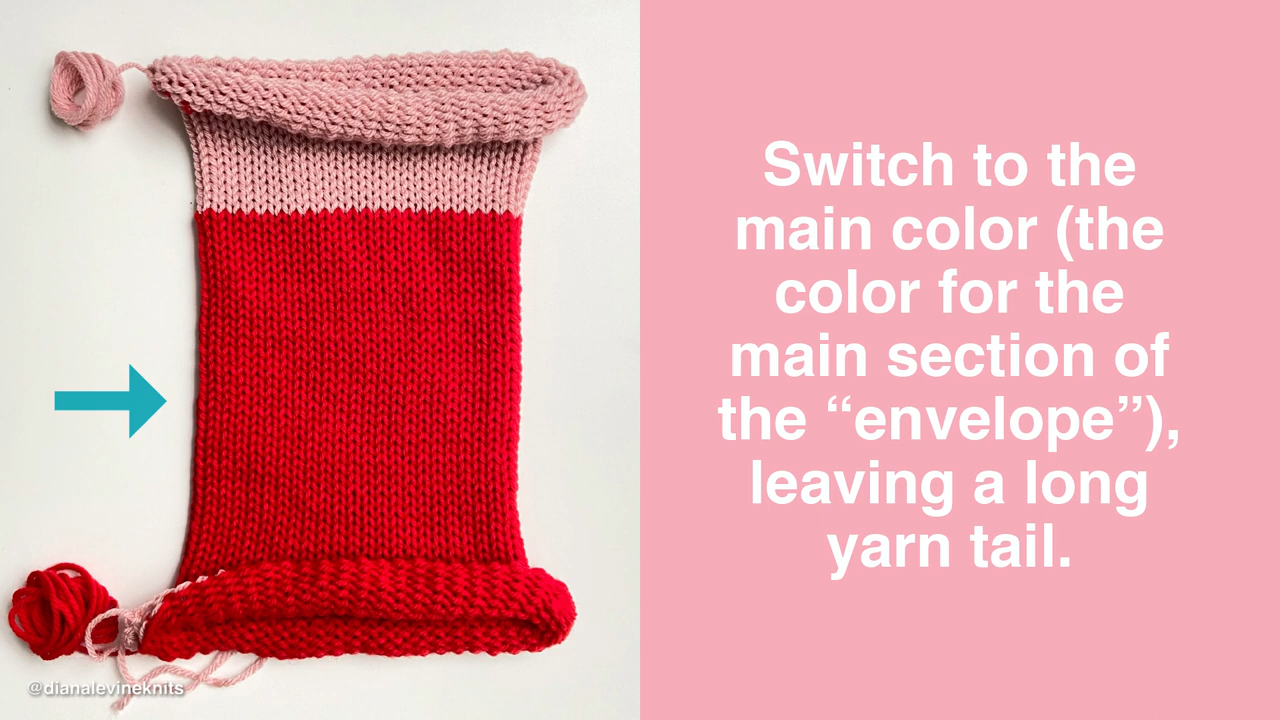 Switch to the
main color (the
color for the
main section of
the “envelope”),
leaving a long
yarn tail.
@dianalevineknits